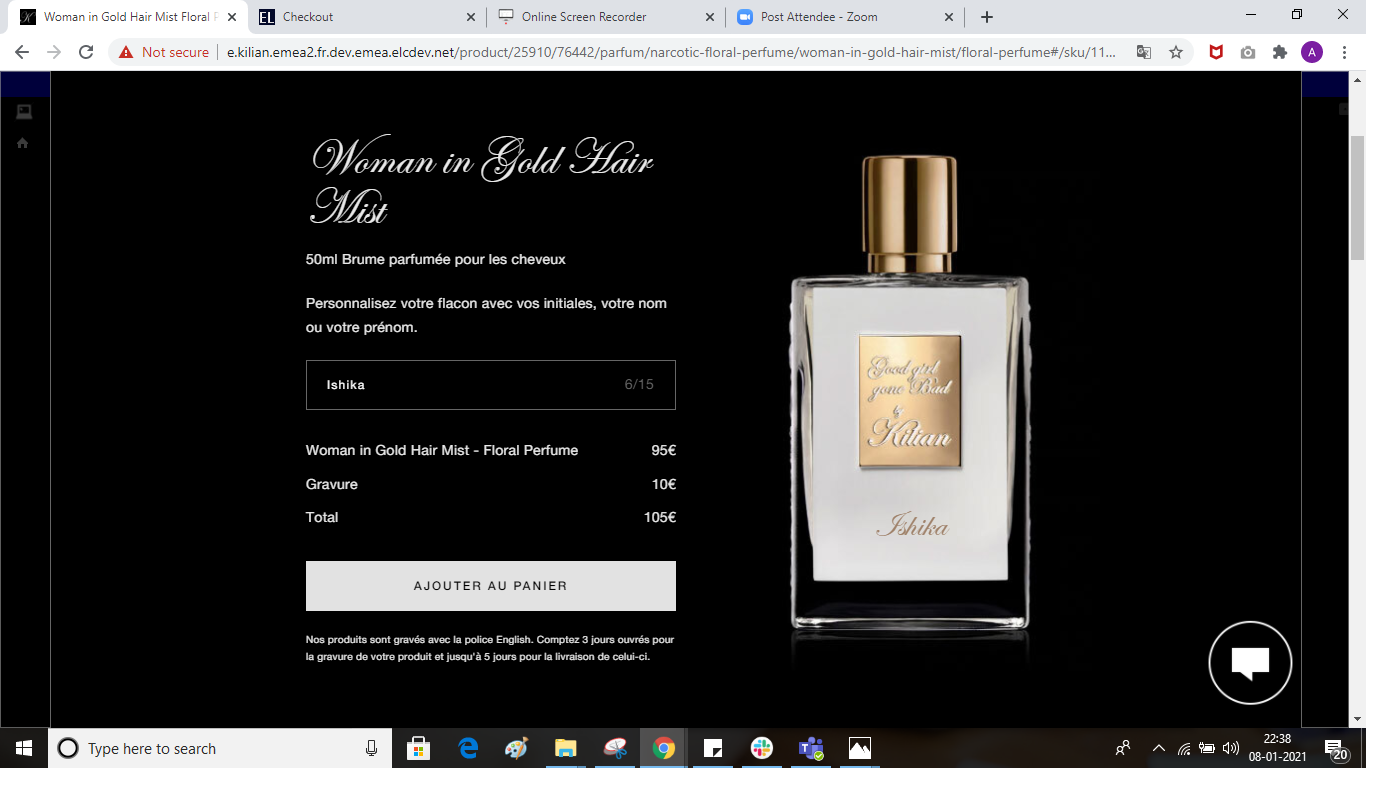 Woman in Gold Hair Mist Floral P
Checkout
Online Screen Recorder
Post Attendee - Zoom
Not secure
e.kilian.emea2.fr.dev.emea.elcdev.net/product/25910/76442/parfum/narcotic-floral-perfume/woman-in-gold-hair-mist/floral-perfume#/sku/11...
A
Woman in Gold Hair
Mist
50ml Brume parfumée pour les cheveux
Personnalisez votre flacon avec vos initiales, votre nom
ou votre prénom.
Ishika 6/15
Woman in Gold Hair Mist - Floral Perfume 95€
Gravure 10€
Total 105€
AJOUTER AU PANIER
Nos produits sont gravés avec la police English. Comptez 3 jours ouvrés pour
la gravure de votre produit et jusqu'à 5 jours pour la livraison de celui-ci.
Good girl
gone Bad
by
Kilian
Ishika
Type here to search
22:38
08-01-2021
20